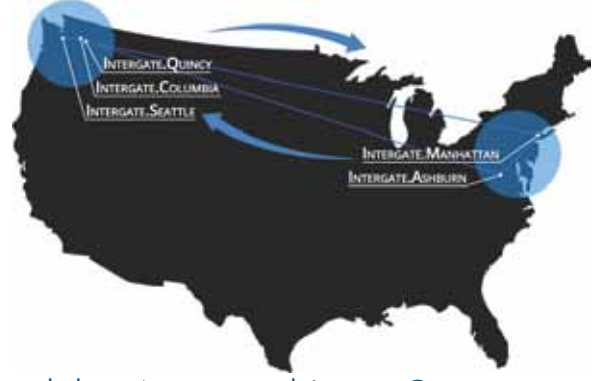 Intergate.Quincy
Intergate.Columbia
Intergate.Seattle
Intergate.Manhattan
Intergate.Ashburn